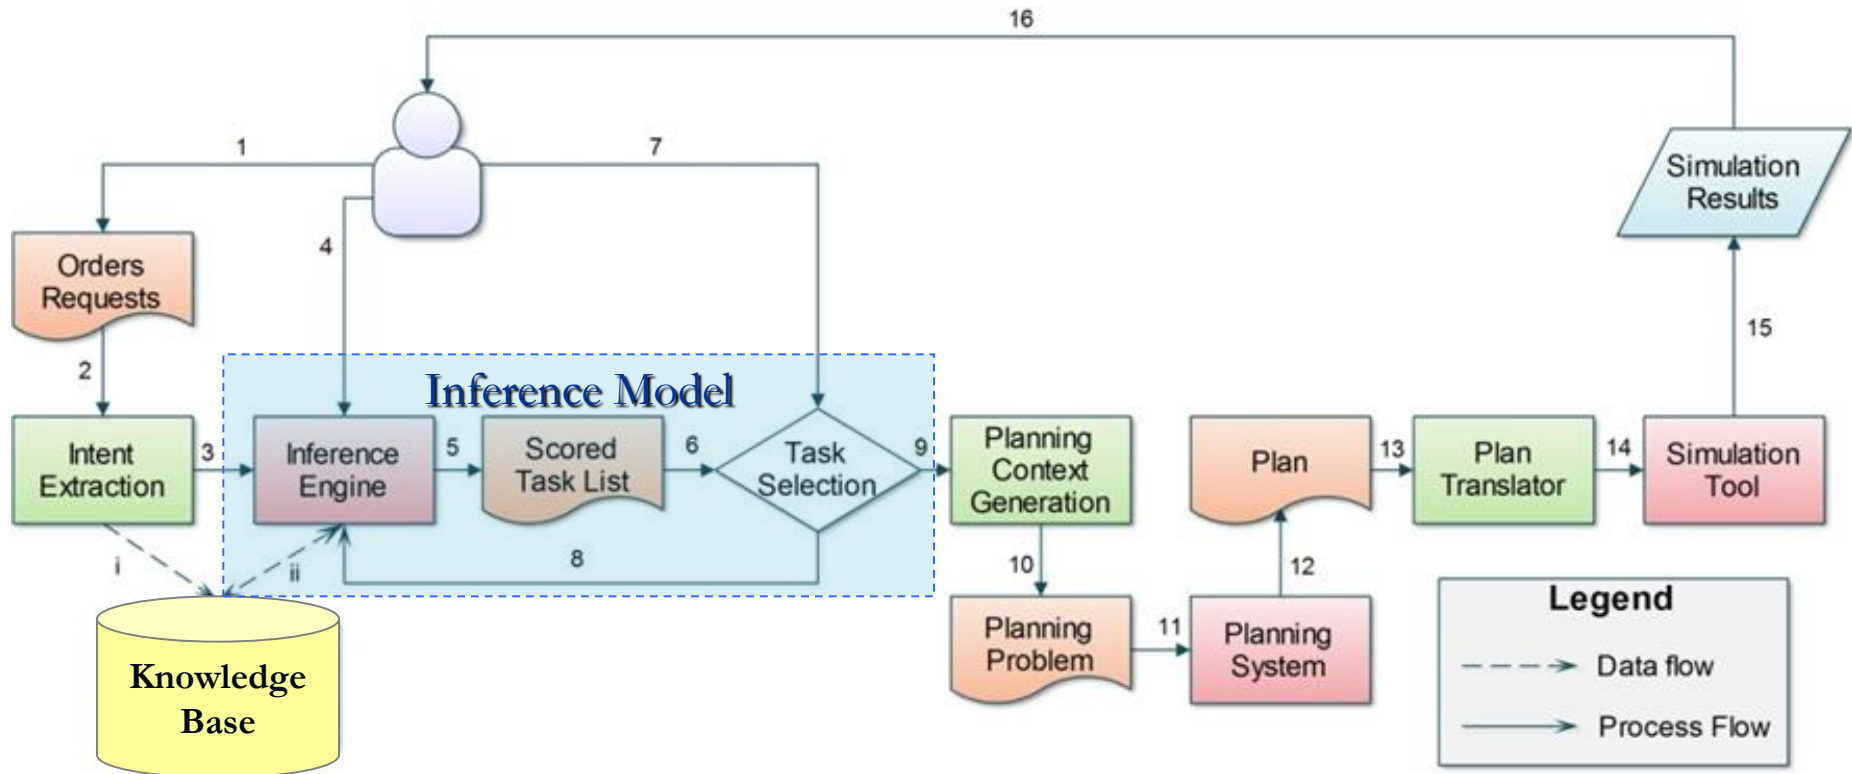 16
1
7
4
Simulation
Results
Orders
Requests
2
15
Inference Model
Intent
Extraction
3
Inference
Engine
5
Scored
Task List
6
Task
Selection
9
Planning
Context
Generation
Plan
13
Plan
Translator
14
Simulation
Tool
i
ii
8
10
12
Knowledge
Base
Planning
Problem
11
Planning
System
Legend
Data flow
Process Flow